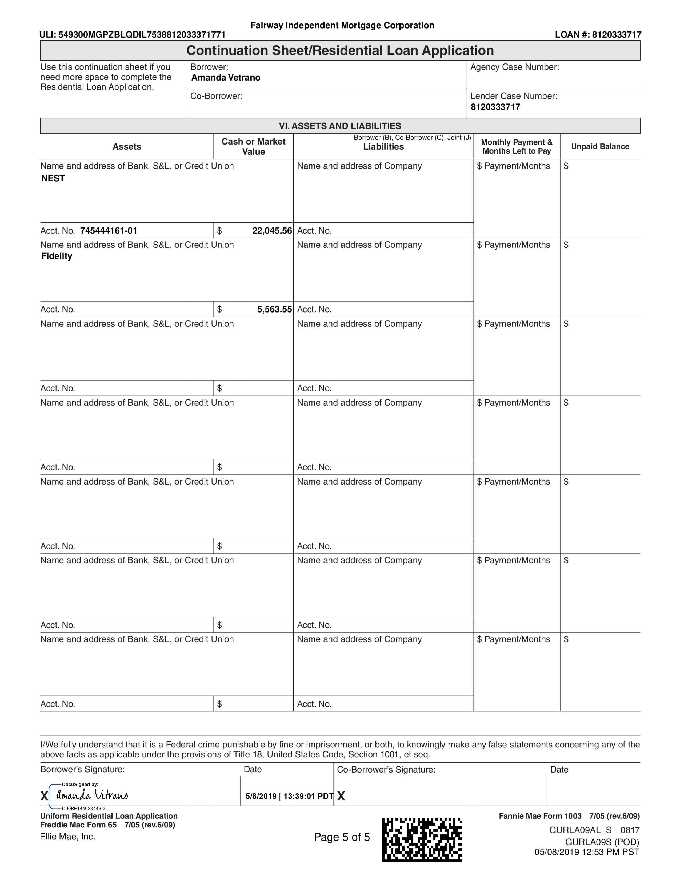 Fairway Independent Mortgage Corporation
ULI: 549300MGPZBLQDIL7538812033371771
LOAN #: 8120333717
Continuation Sheet/Residential Loan Application
Use this continuation sheet if you
need more space to complete the
Residential Loan Application.
Borrower:
Amanda Vetrano
Co-Borrower:
Agency Case Number:
Lender Case Number:
8120333717
VI. ASSETS AND LIABILITIES
Assets
Cash or Market
Value
Borrower (B), Co-Borrower (C), Joint (J)
Liabilities
Monthly Payment &
Months Left to Pay
Unpaid Balance
Name and address of Bank, S&L, or Credit Union
NEST
Name and address of Company
$ Payment/Months
$
Acct. No. 745444161-01
$ 22,045.56
Acct. No.
Name and address of Bank, S&L, or Credit Union
Fidelity
Name and address of Company
$ Payment/Months
$
Acct. No.
$ 5,563.55
Acct. No.
Name and address of Bank, S&L, or Credit Union
Name and address of Company
$ Payment/Months
$
Acct. No.
$
Acct. No.
Name and address of Bank, S&L, or Credit Union
Name and address of Company
$ Payment/Months
$
Acct. No.
$
Acct. No.
Name and address of Bank, S&L, or Credit Union
Name and address of Company
$ Payment/Months
$
Acct. No.
$
Acct. No.
Name and address of Bank, S&L, or Credit Union
Name and address of Company
$ Payment/Months
$
Acct. No.
$
Acct. No.
Name and address of Bank, S&L, or Credit Union
Name and address of Company
$ Payment/Months
$
Acct. No.
$
Acct. No.
I/We fully understand that it is a Federal crime punishable by fine or imprisonment, or both, to knowingly make any false statements concerning any of the
above facts as applicable under the provisions of Title 18, United States Code, Section 1001, et seq.
Borrower's Signature:
Date
Co-Borrower's Signature:
Date
DocuSigned by:
X Amanda Vetrano
5/8/2019 | 13:39:01 PDT
X
Uniform Residential Loan Application
Freddie Mac Form 65 7/05 (rev.6/09)
Ellie Mae, Inc.
Page 5 of 5
Fannie Mae Form 1003 7/05 (rev.6/09)
CURLA09AL S 0817
CURLA09S (POD)
05/08/2019 12:53 PM PST